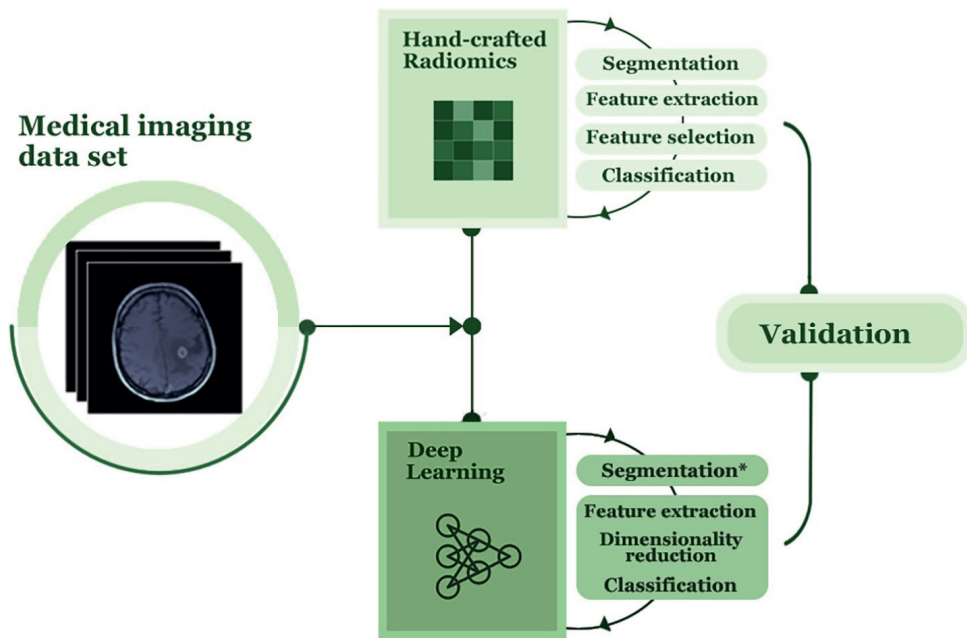 Medical imaging
data set
Hand-crafted
Radiomics
Segmentation
Feature extraction
Feature selection
Classification
Validation
Deep
Learning
Segmentation*
Feature extraction
Dimensionality
reduction
Classification